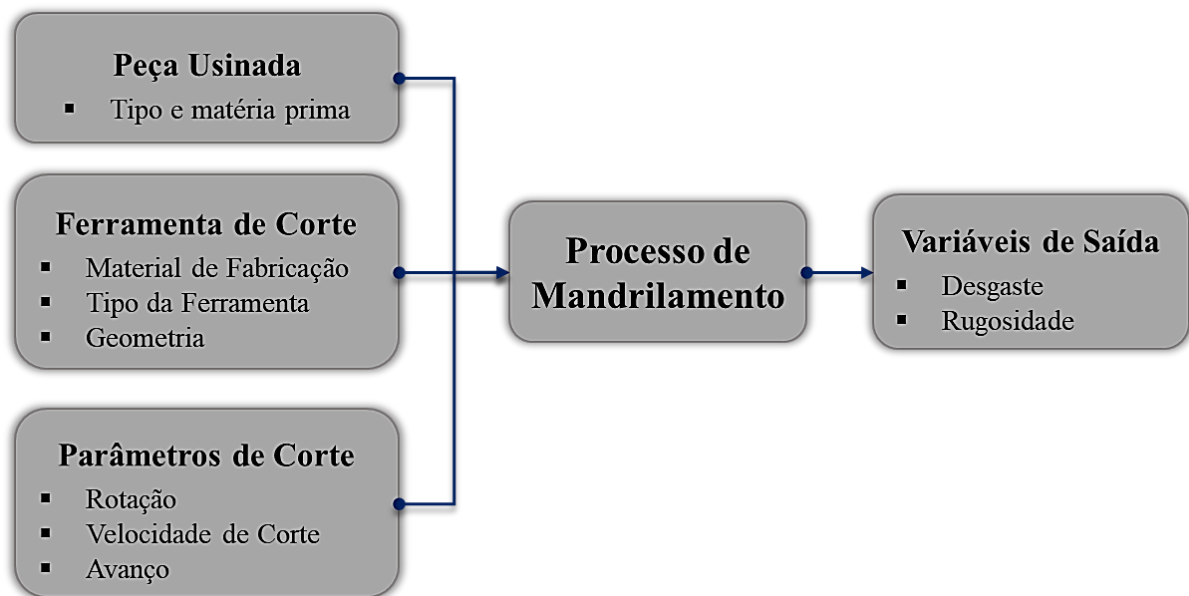 Peça Usinada
▪ Tipo e matéria prima
Ferramenta de Corte
▪ Material de Fabricação
▪ Tipo da Ferramenta
▪ Geometria
Parâmetros de Corte
▪ Rotação
▪ Velocidade de Corte
▪ Avanço
Processo de
Mandrilamento
Variáveis de Saída
▪ Desgaste
▪ Rugosidade